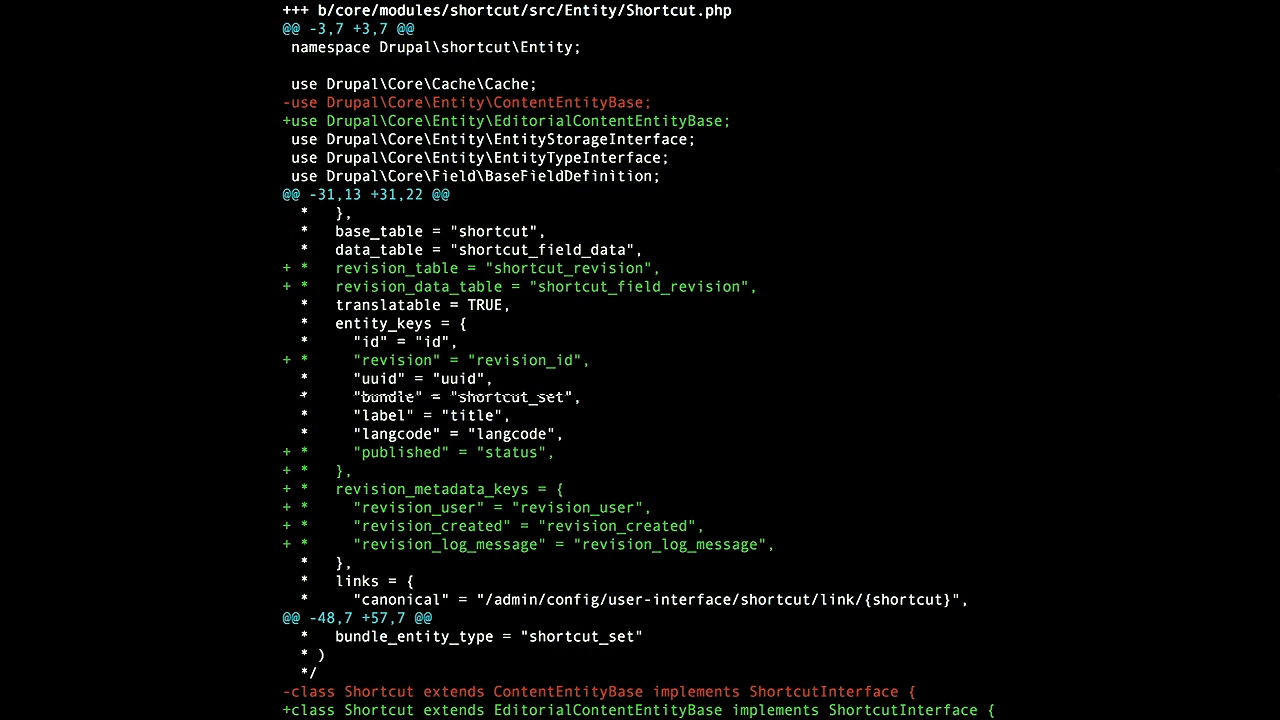 +++ b/core/modules/shortcut/src/Entity/Shortcut.php
@@ -3,7 +3,7 @@
 namespace Drupal\shortcut\Entity;

 use Drupal\Core\Cache\Cache;
-use Drupal\Core\Entity\ContentEntityBase;
+use Drupal\Core\Entity\EditorialContentEntityBase;
 use Drupal\Core\Entity\EntityStorageInterface;
 use Drupal\Core\Entity\EntityTypeInterface;
 use Drupal\Core\Field\BaseFieldDefinition;
@@ -31,13 +31,22 @@
  *   },
  *   base_table = "shortcut",
  *   data_table = "shortcut_field_data",
+ *   revision_table = "shortcut_revision",
+ *   revision_data_table = "shortcut_field_revision",
  *   translatable = TRUE,
  *   entity_keys = {
  *     "id" = "id",
+ *     "revision" = "revision_id",
  *     "uuid" = "uuid",
  *     "bundle" = "shortcut_set",
  *     "label" = "title",
  *     "langcode" = "langcode",
+ *     "published" = "status",
+ *   },
+ *   revision_metadata_keys = {
+ *     "revision_user" = "revision_user",
+ *     "revision_created" = "revision_created",
+ *     "revision_log_message" = "revision_log_message",
  *   },
  *   links = {
  *     "canonical" = "/admin/config/user-interface/shortcut/link/{shortcut}",
@@ -48,7 +57,7 @@
  *   bundle_entity_type = "shortcut_set"
  * )
  */
-class Shortcut extends ContentEntityBase implements ShortcutInterface {
+class Shortcut extends EditorialContentEntityBase implements ShortcutInterface {